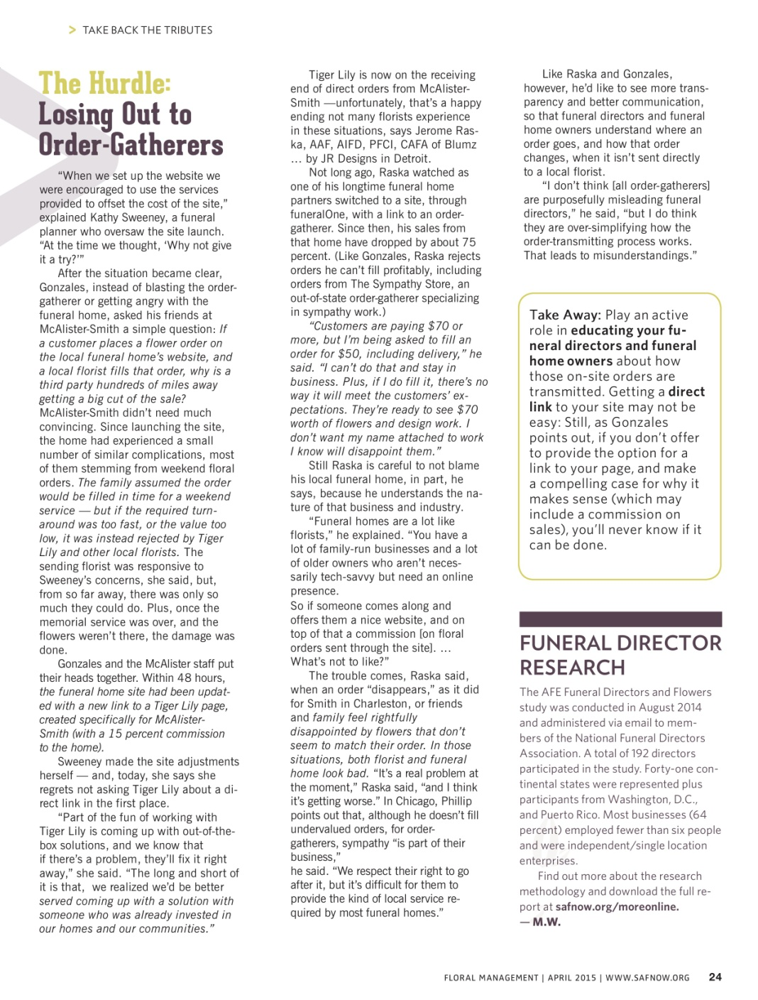 > TAKE BACK THE TRIBUTES
The Hurdle:
Losing Out to
Order-Gatherers
“When we set up the website we
were encouraged to use the services
provided to offset the cost of the site,”
explained Kathy Sweeney, a funeral
planner who oversaw the site launch.
“At the time we thought, ‘Why not give
it a try?’”
After the situation became clear,
Gonzales, instead of blasting the order-
gatherer or getting angry with the
funeral home, asked his friends at
McAlister-Smith a simple question: If
a customer places a flower order on
the local funeral home’s website, and
a local florist fills that order, why is a
third party hundreds of miles away
getting a big cut of the sale?
McAlister-Smith didn’t need much
convincing. Since launching the site,
the home had experienced a small
number of similar complications, most
of them stemming from weekend floral
orders. The family assumed the order
would be filled in time for a weekend
service — but if the required turn-
around was too fast, or the value too
low, it was instead rejected by Tiger
Lily and other local florists. The
sending florist was responsive to
Sweeney’s concerns, she said, but,
from so far away, there was only so
much they could do. Plus, once the
memorial service was over, and the
flowers weren’t there, the damage was
done.
Gonzales and the McAlister staff put
their heads together. Within 48 hours,
the funeral home site had been updat-
ed with a new link to a Tiger Lily page,
created specifically for McAlister-
Smith (with a 15 percent commission
to the home).
Sweeney made the site adjustments
herself — and, today, she says she
regrets not asking Tiger Lily about a di-
rect link in the first place.
“Part of the fun of working with
Tiger Lily is coming up with out-of-the-
box solutions, and we know that
if there’s a problem, they’ll fix it right
away,” she said. “The long and short of
it is that, we realized we’d be better
served coming up with a solution with
someone who was already invested in
our homes and our communities.”
Tiger Lily is now on the receiving
end of direct orders from McAlister-
Smith —unfortunately, that’s a happy
ending not many florists experience
in these situations, says Jerome Ras-
ka, AAF, AIFD, PFCI, CAFA of Blumz
… by JR Designs in Detroit.
Not long ago, Raska watched as
one of his longtime funeral home
partners switched to a site, through
funeralOne, with a link to an order-
gatherer. Since then, his sales from
that home have dropped by about 75
percent. (Like Gonzales, Raska rejects
orders he can’t fill profitably, including
orders from The Sympathy Store, an
out-of-state order-gatherer specializing
in sympathy work.)
“Customers are paying $70 or
more, but I’m being asked to fill an
order for $50, including delivery,” he
said. “I can’t do that and stay in
business. Plus, if I do fill it, there’s no
way it will meet the customers’ ex-
pectations. They’re ready to see $70
worth of flowers and design work. I
don’t want my name attached to work
I know will disappoint them.”
Still Raska is careful to not blame
his local funeral home, in part, he
says, because he understands the na-
ture of that business and industry.
“Funeral homes are a lot like
florists,” he explained. “You have a
lot of family-run businesses and a lot
of older owners who aren’t neces-
sarily tech-savvy but need an online
presence.
So if someone comes along and
offers them a nice website, and on
top of that a commission [on floral
orders sent through the site]. …
What’s not to like?”
The trouble comes, Raska said,
when an order “disappears,” as it did
for Smith in Charleston, or friends
and family feel rightfully
disappointed by flowers that don’t
seem to match their order. In those
situations, both florist and funeral
home look bad. “It’s a real problem at
the moment,” Raska said, “and I think
it’s getting worse.” In Chicago, Phillip
points out that, although he doesn’t fill
undervalued orders, for order-
gatherers, sympathy “is part of their
business,”
he said. “We respect their right to go
after it, but it’s difficult for them to
provide the kind of local service re-
quired by most funeral homes.”
Like Raska and Gonzales,
however, he’d like to see more trans-
parency and better communication,
so that funeral directors and funeral
home owners understand where an
order goes, and how that order
changes, when it isn’t sent directly
to a local florist.
“I don’t think [all order-gatherers]
are purposefully misleading funeral
directors,” he said, “but I do think
they are over-simplifying how the
order-transmitting process works.
That leads to misunderstandings.”
Take Away: Play an active
role in educating your fu-
neral directors and funeral
home owners about how
those on-site orders are
transmitted. Getting a direct
link to your site may not be
easy: Still, as Gonzales
points out, if you don’t offer
to provide the option for a
link to your page, and make
a compelling case for why it
makes sense (which may
include a commission on
sales), you’ll never know if it
can be done.
FUNERAL DIRECTOR
RESEARCH
The AFE Funeral Directors and Flowers
study was conducted in August 2014
and administered via email to mem-
bers of the National Funeral Directors
Association. A total of 192 directors
participated in the study. Forty-one con-
tinental states were represented plus
participants from Washington, D.C.,
and Puerto Rico. Most businesses (64
percent) employed fewer than six people
and were independent/single location
enterprises.
Find out more about the research
methodology and download the full re-
port at safnow.org/moreonline.
— M.W.
FLORAL MANAGEMENT | APRIL 2015 | WWW.SAFNOW.ORG 24